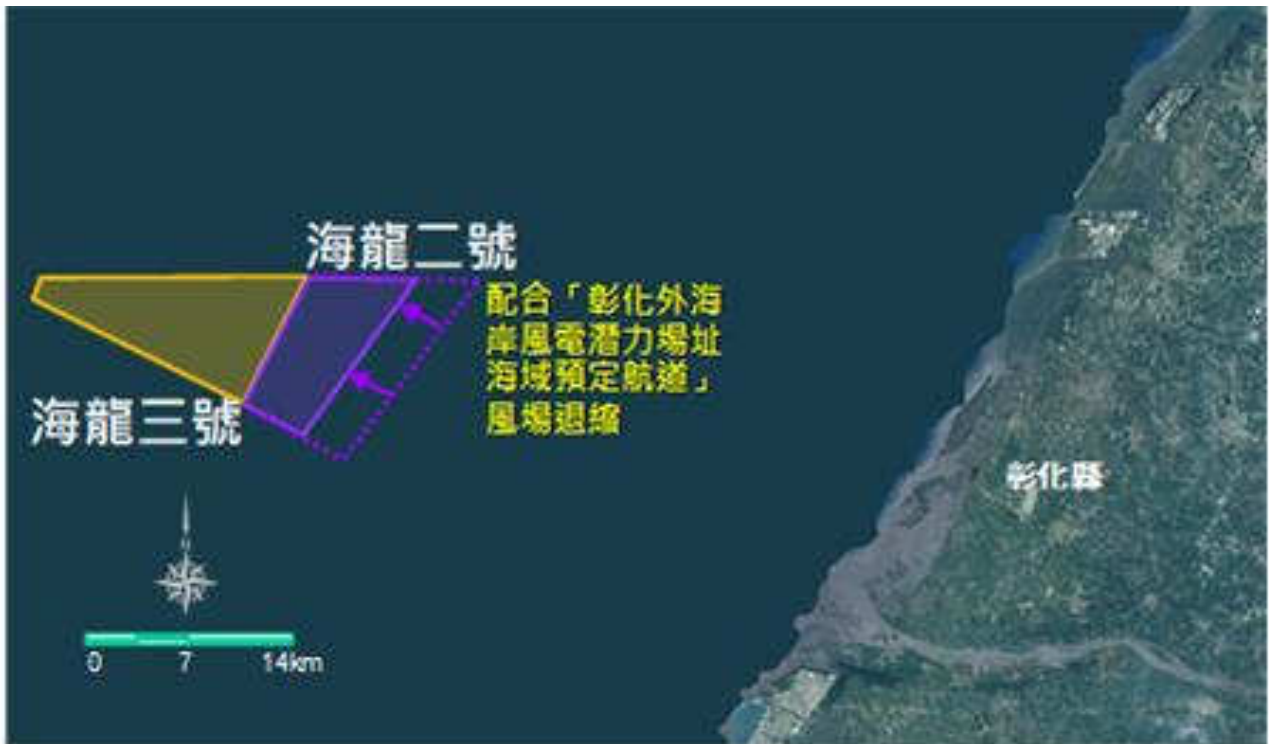 海龍二號
配合「彰化外海
岸風電潛力場址
海域預定航道」
風場退縮
海龍三號
彰化縣
0 7 14km